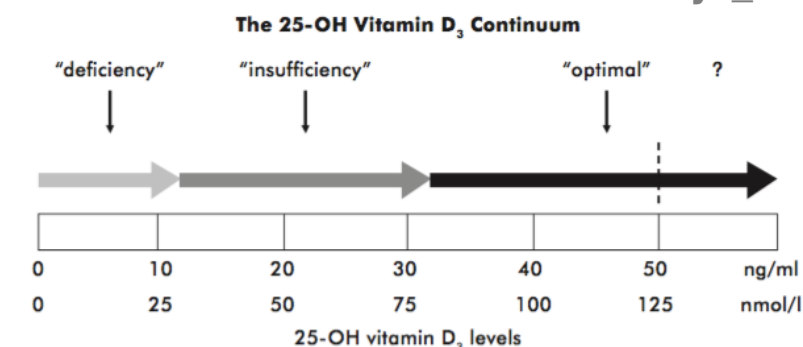 The 25-OH Vitamin D₃ Continuum
"deficiency" "insufficiency" "optimal" ?
0 10 20 30 40 50 ng/ml
0 25 50 75 100 125 nmol/l
25-OH vitamin D₃ levels